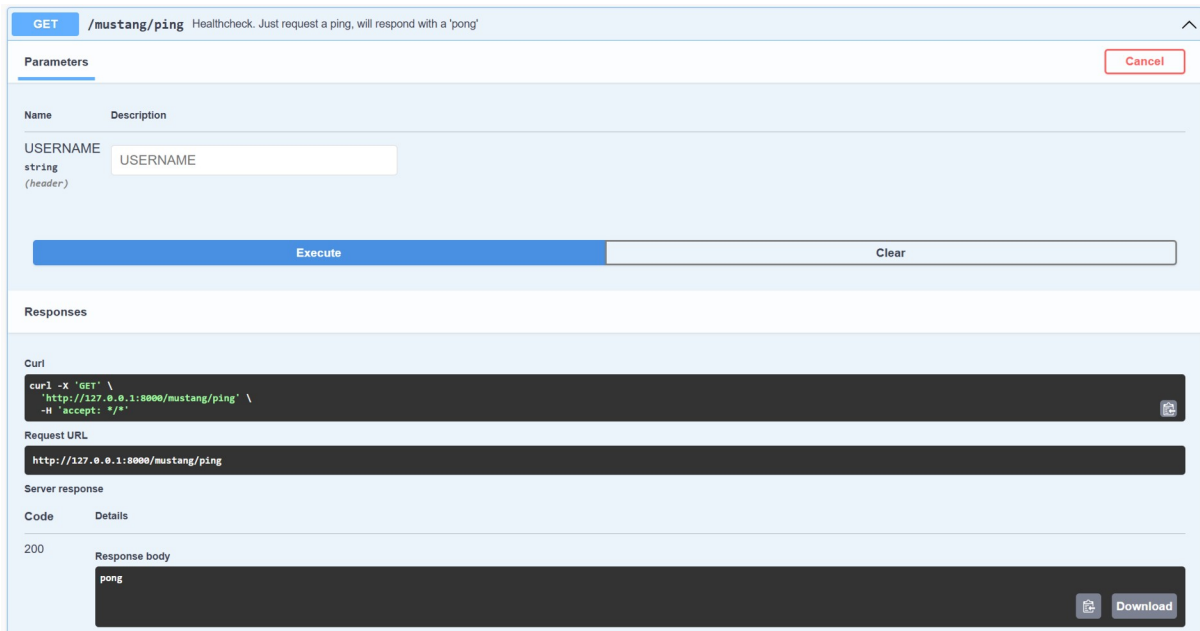 GET /mustang/ping Healthcheck. Just request a ping, will respond with a 'pong'
Parameters
Cancel
Name Description
USERNAME
string
(header)
USERNAME
Execute
Clear
Responses
Curl
curl -X 'GET' \
'http://127.0.0.1:8000/mustang/ping' \
-H 'accept: */*'
Request URL
http://127.0.0.1:8000/mustang/ping
Server response
Code Details
200
Response body
pong
Download